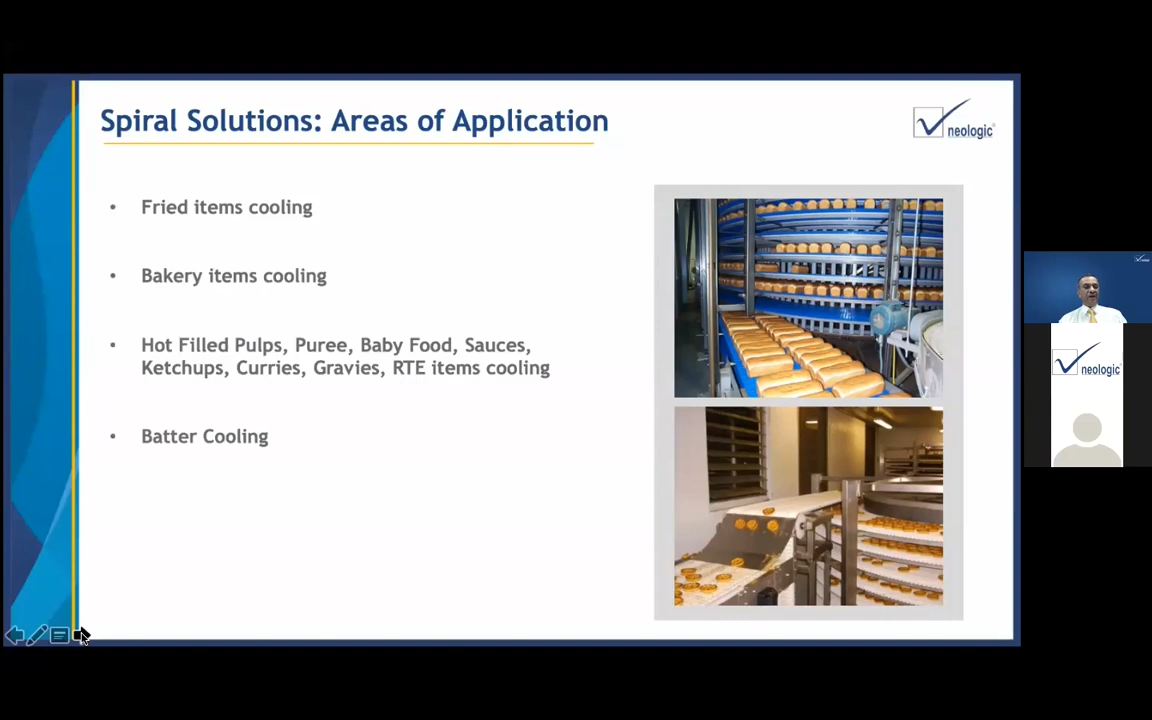 Spiral Solutions: Areas of Application
neologic
• Fried items cooling
• Bakery items cooling
• Hot Filled Pulps, Puree, Baby Food, Sauces,
Ketchups, Curries, Gravies, RTE items cooling
• Batter Cooling
neologic